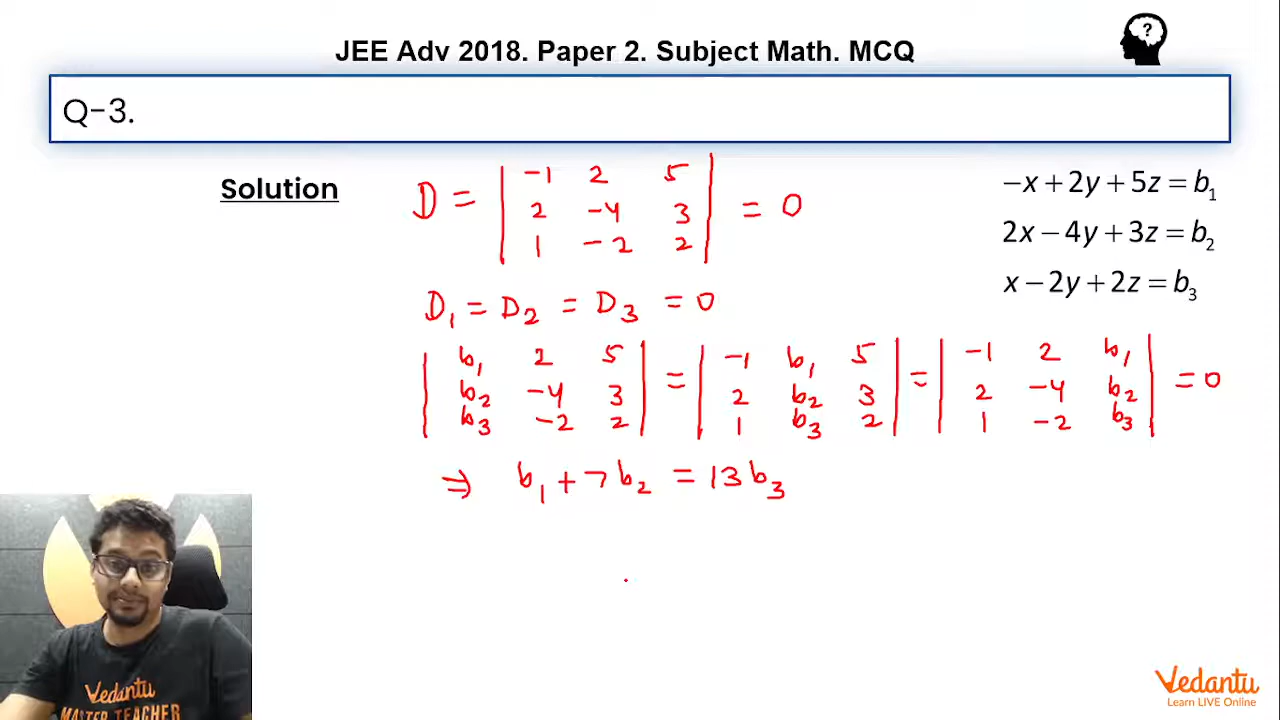 JEE Adv 2018. Paper 2. Subject Math. MCQ
?
Q-3.
Solution
D = | -1 2 5 |
| 2 -4 3 | = 0
| 1 -2 2 |
-x + 2y + 5z = b₁
2x - 4y + 3z = b₂
x - 2y + 2z = b₃
D₁ = D₂ = D₃ = 0
| b₁ 2 5 | | -1 b₁ 5 | | -1 2 b₁ |
| b₂ -4 3 | = | 2 b₂ 3 | = | 2 -4 b₂ | = 0
| b₃ -2 2 | | 1 b₃ 2 | | 1 -2 b₃ |
⇒ b₁ + 7b₂ = 13b₃
Vedantu
MASTER TEACHER
Vedantu
Learn LIVE Online